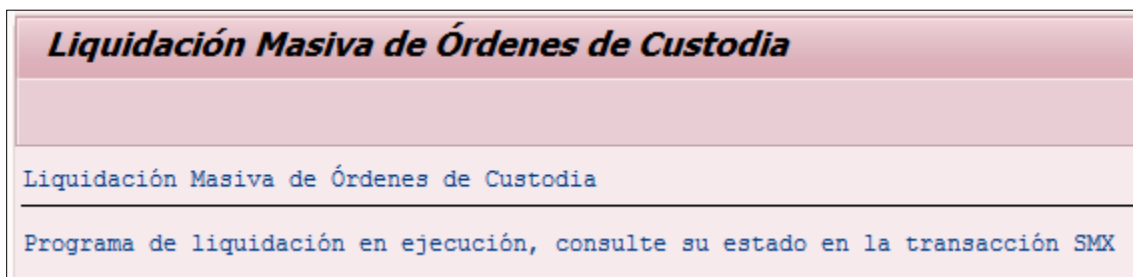 Liquidación Masiva de Órdenes de Custodia
Liquidación Masiva de Órdenes de Custodia
Programa de liquidación en ejecución, consulte su estado en la transacción SMX